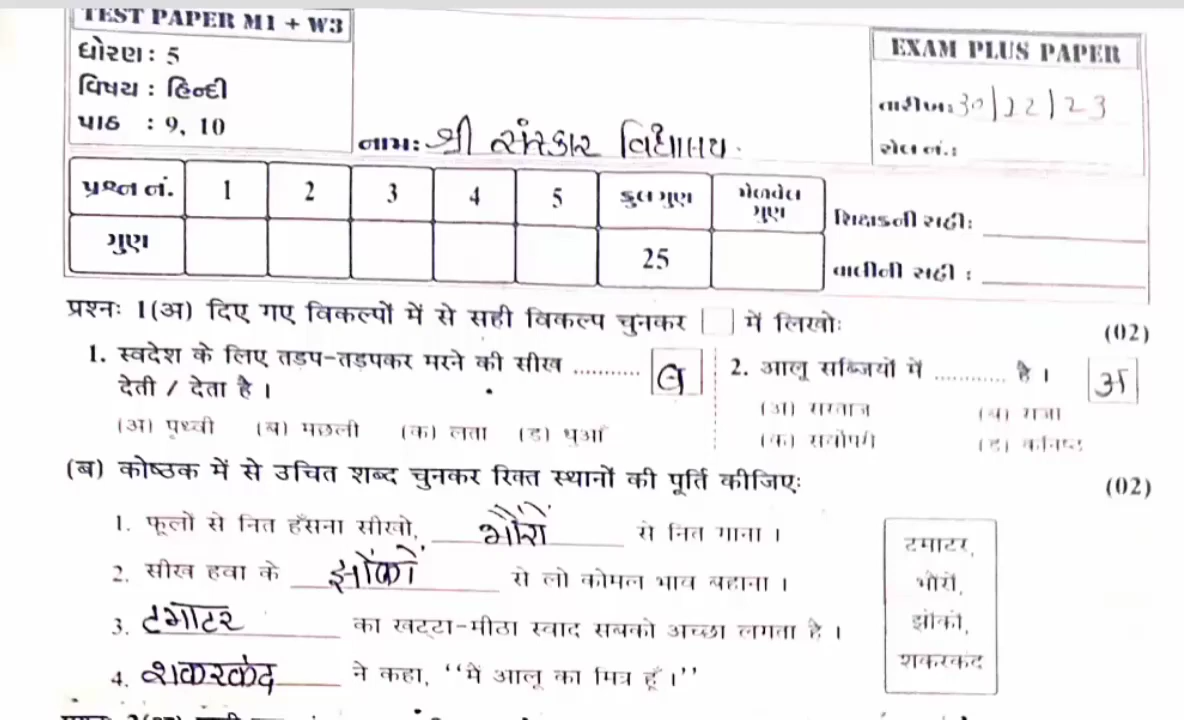 TEST PAPER M1 + W3
ધોરણ : 5
વિષય : હિન્દી
પાઠ : 9, 10
EXAM PLUS PAPER
તારીખ: 30/12/23
નામ: શ્રી સંસ્કાર વિદ્યાલય.
રોલ નં.:
પ્રશ્ન નં. 1 2 3 4 5 કુલ ગુણ મેળવેલ ગુણ
ગુણ 25
શિક્ષકની સહી:
વાલીની સહી :
प्रश्नः 1(अ) दिए गए विकल्पों में से सही विकल्प चुनकर में लिखोः (02)
1. स्वदेश के लिए तड़प-तड़पकर मरने की सीख ........... ब
देती / देता है ।
(अ) पृथ्वी (ब) मछली (क) लता (ड) धुआँ
2. आलू सब्जियों में ............ है । अ
(अ) सरताज (ब) राजा
(क) सर्वोपरी (ड) कनिष्ठ
(ब) कोष्ठक में से उचित शब्द चुनकर रिक्त स्थानों की पूर्ति कीजिएः (02)
1. फूलों से नित हँसना सीखो, भौंरों से नित गाना ।
2. सीख हवा के झोंकों से लो कोमल भाव बहाना ।
3. टमाटर का खट्टा-मीठा स्वाद सबको अच्छा लगता है ।
4. शकरकंद ने कहा, “मैं आलू का मित्र हूँ ।”
टमाटर,
भौरों,
झोंकों,
शकरकंद